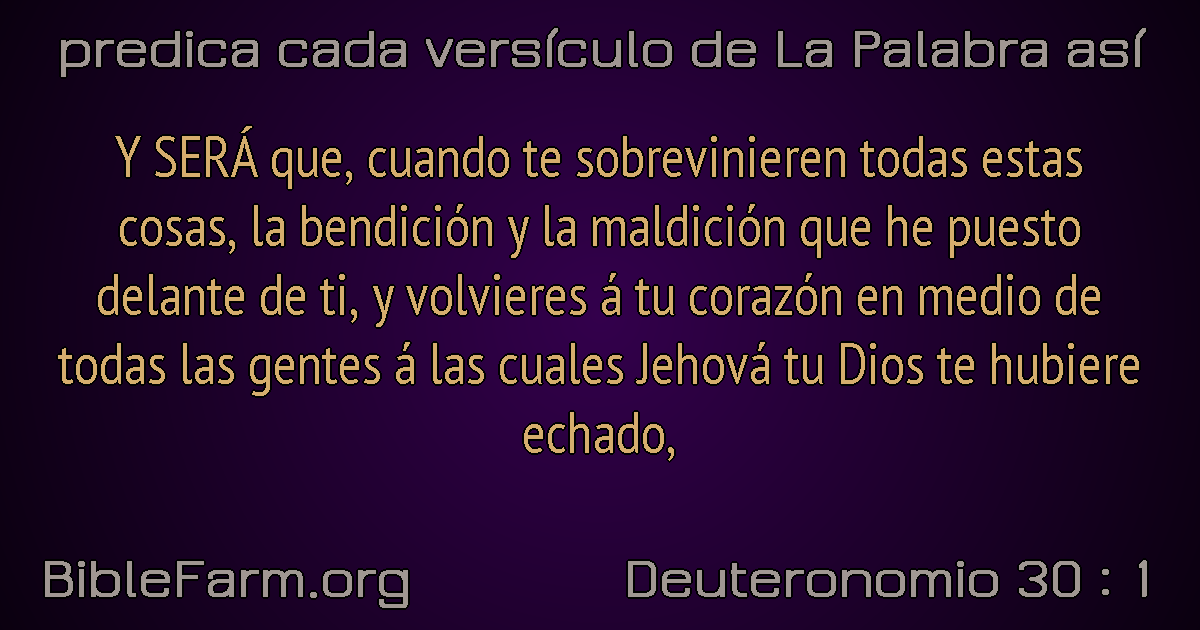 predica cada versículo de La Palabra así
Y SERÁ que, cuando te sobrevinieren todas estas
cosas, la bendición y la maldición que he puesto
delante de ti, y volvieres á tu corazón en medio de
todas las gentes á las cuales Jehová tu Dios te hubiere
echado,
BibleFarm.org
Deuteronomio 30 : 1